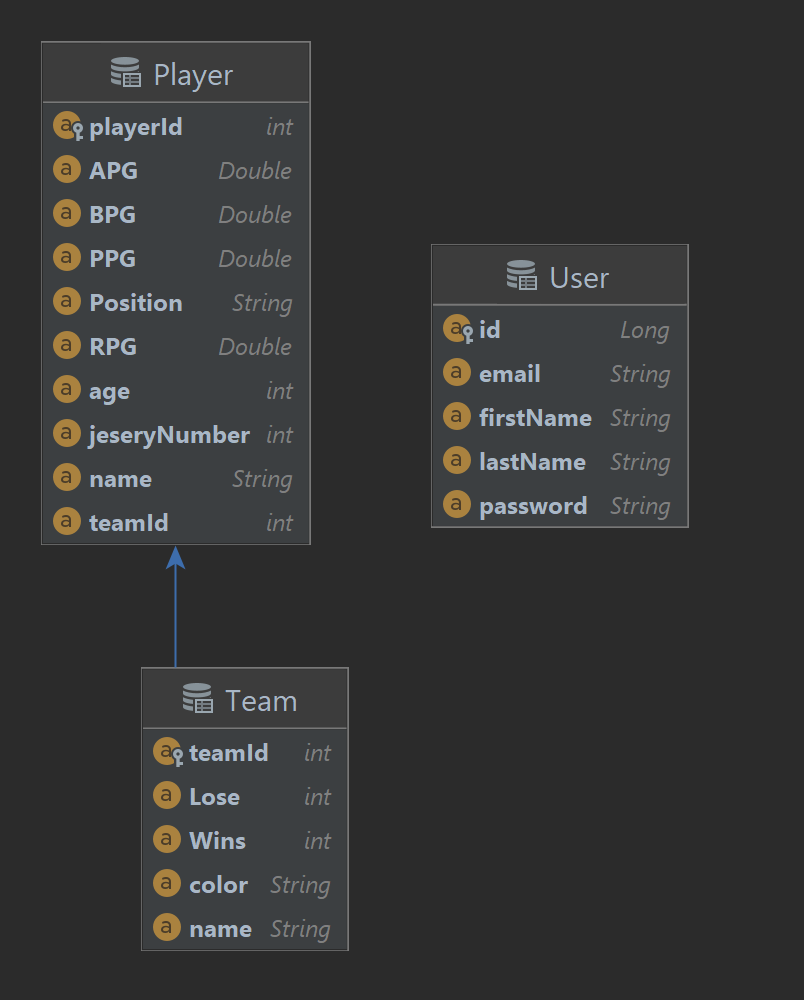 Player
playerId int
APG Double
BPG Double
PPG Double
Position String
RPG Double
age int
jeseryNumber int
name String
teamId int
User
id Long
email String
firstName String
lastName String
password String
Team
teamId int
Lose int
Wins int
color String
name String